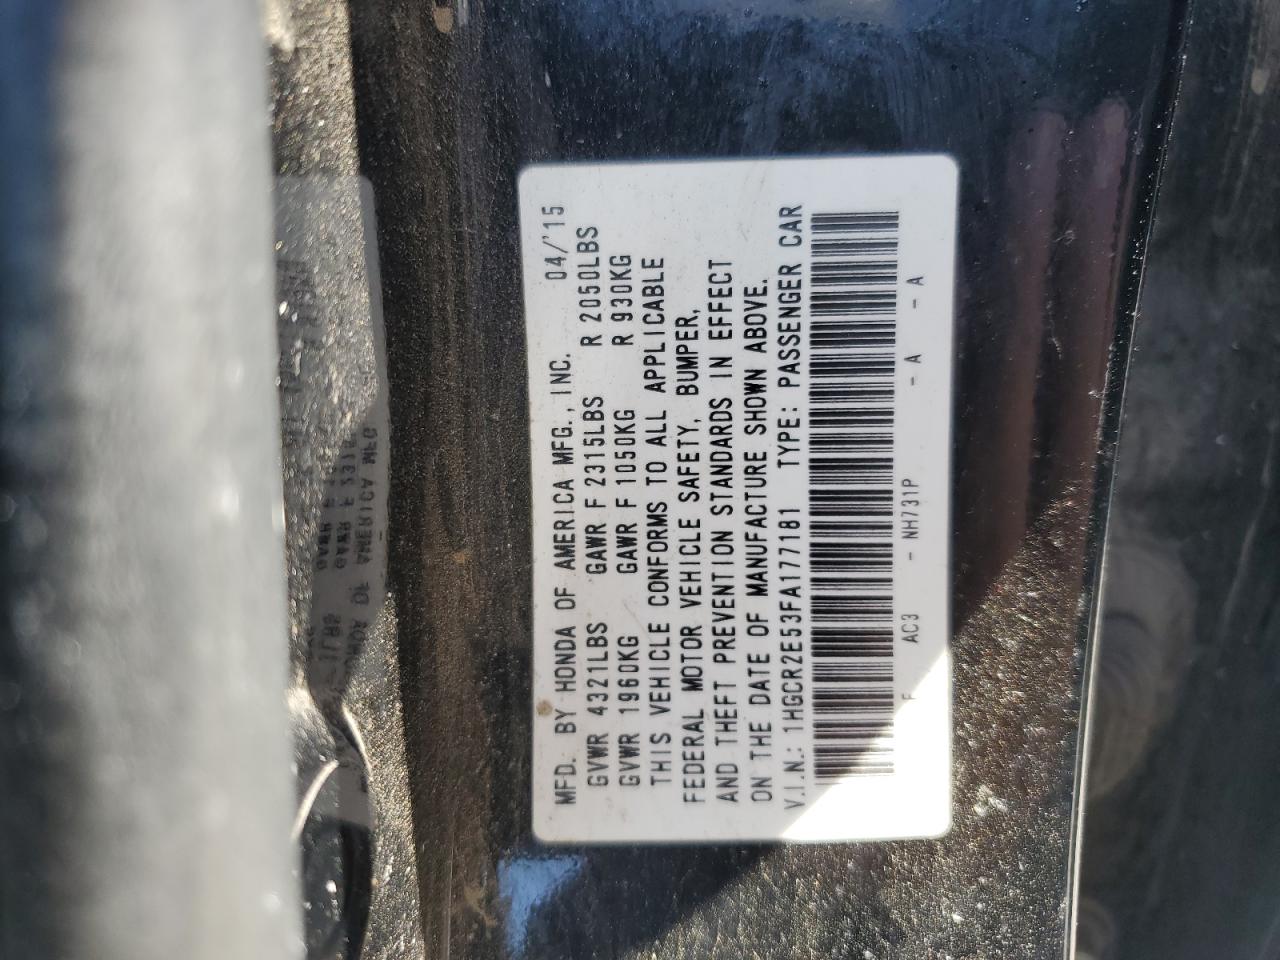 MFD. BY HONDA OF AMERICA MFG., INC. 04/'15
GVWR 4321LBS GAWR F 2315LBS R 2050LBS
GVWR 1960KG GAWR F 1050KG R 930KG
THIS VEHICLE CONFORMS TO ALL APPLICABLE
FEDERAL MOTOR VEHICLE SAFETY, BUMPER,
AND THEFT PREVENTION STANDARDS IN EFFECT
ON THE DATE OF MANUFACTURE SHOWN ABOVE.
V.I.N.: 1HGCR2E53FA177181 TYPE: PASSENGER CAR
F AC3 - NH731P - A - A